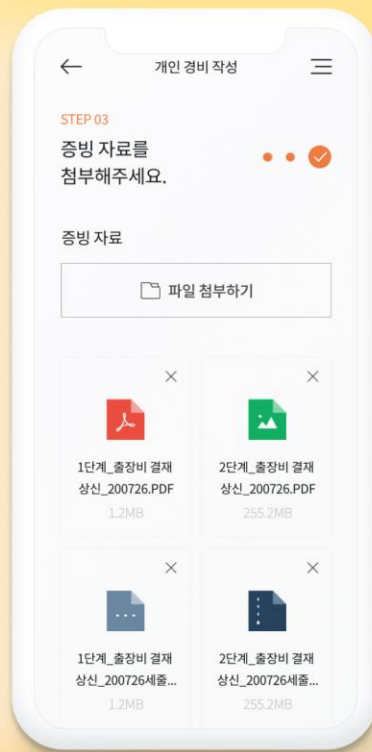 개인 경비 작성
STEP 03
증빙 자료를
첨부해주세요.
증빙 자료
파일 첨부하기
1단계_출장비 결재
상신_200726.PDF
1.2MB
2단계_출장비 결재
상신_200726.PDF
255.2MB
1단계_출장비 결재
상신_200726세줄...
1.2MB
2단계_출장비 결재
상신_200726세줄...
255.2MB